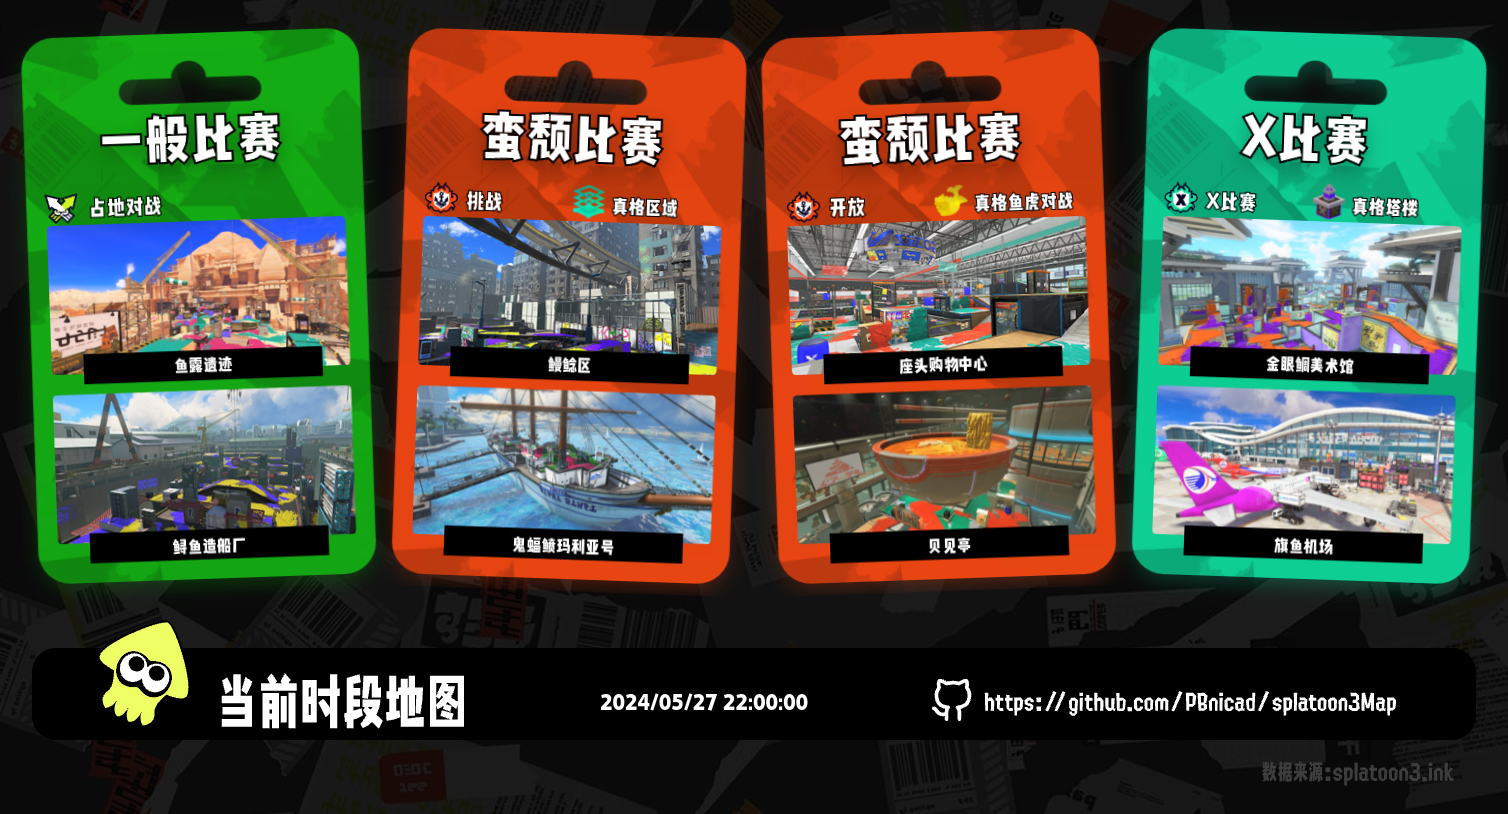 一般比赛
占地对战
鱼露遗迹
鲟鱼造船厂
蛮颓比赛
挑战
真格区域
鳗鲶区
鬼蝠鲼玛利亚号
蛮颓比赛
开放
真格鱼虎对战
座头购物中心
贝见亭
X比赛
X比赛
真格塔楼
金眼鲷美术馆
旗鱼机场
当前时段地图
2024/05/27 22:00:00
https://github.com/PBnicad/splatoon3Map
数据来源:splatoon3.ink